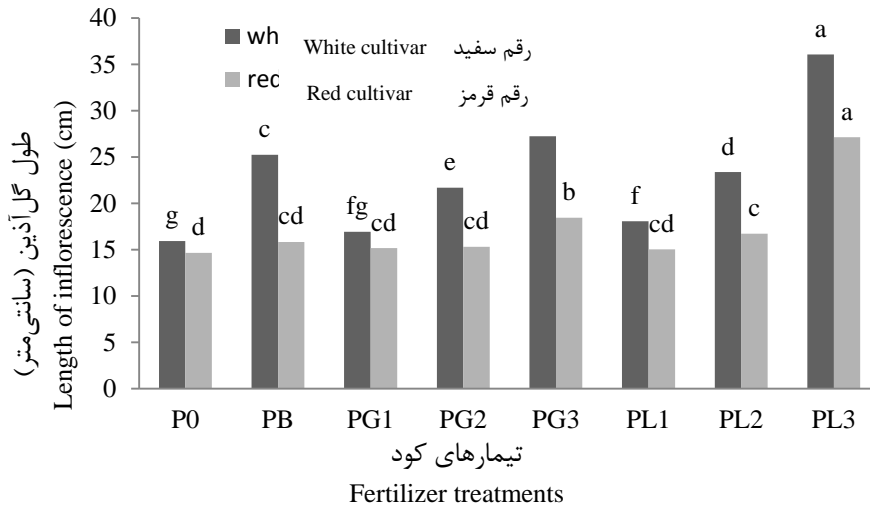 40
35
30
25
20
15
10
5
0
طول گل‌آذین (سانتی‌متر)
Length of inflorescence (cm)
wh
White cultivar رقم سفید
red
Red cultivar رقم قرمز
g
d
c
cd
fg
cd
e
cd
b
f
cd
d
c
a
a
P0 PB PG1 PG2 PG3 PL1 PL2 PL3
تیمارهای کود
Fertilizer treatments